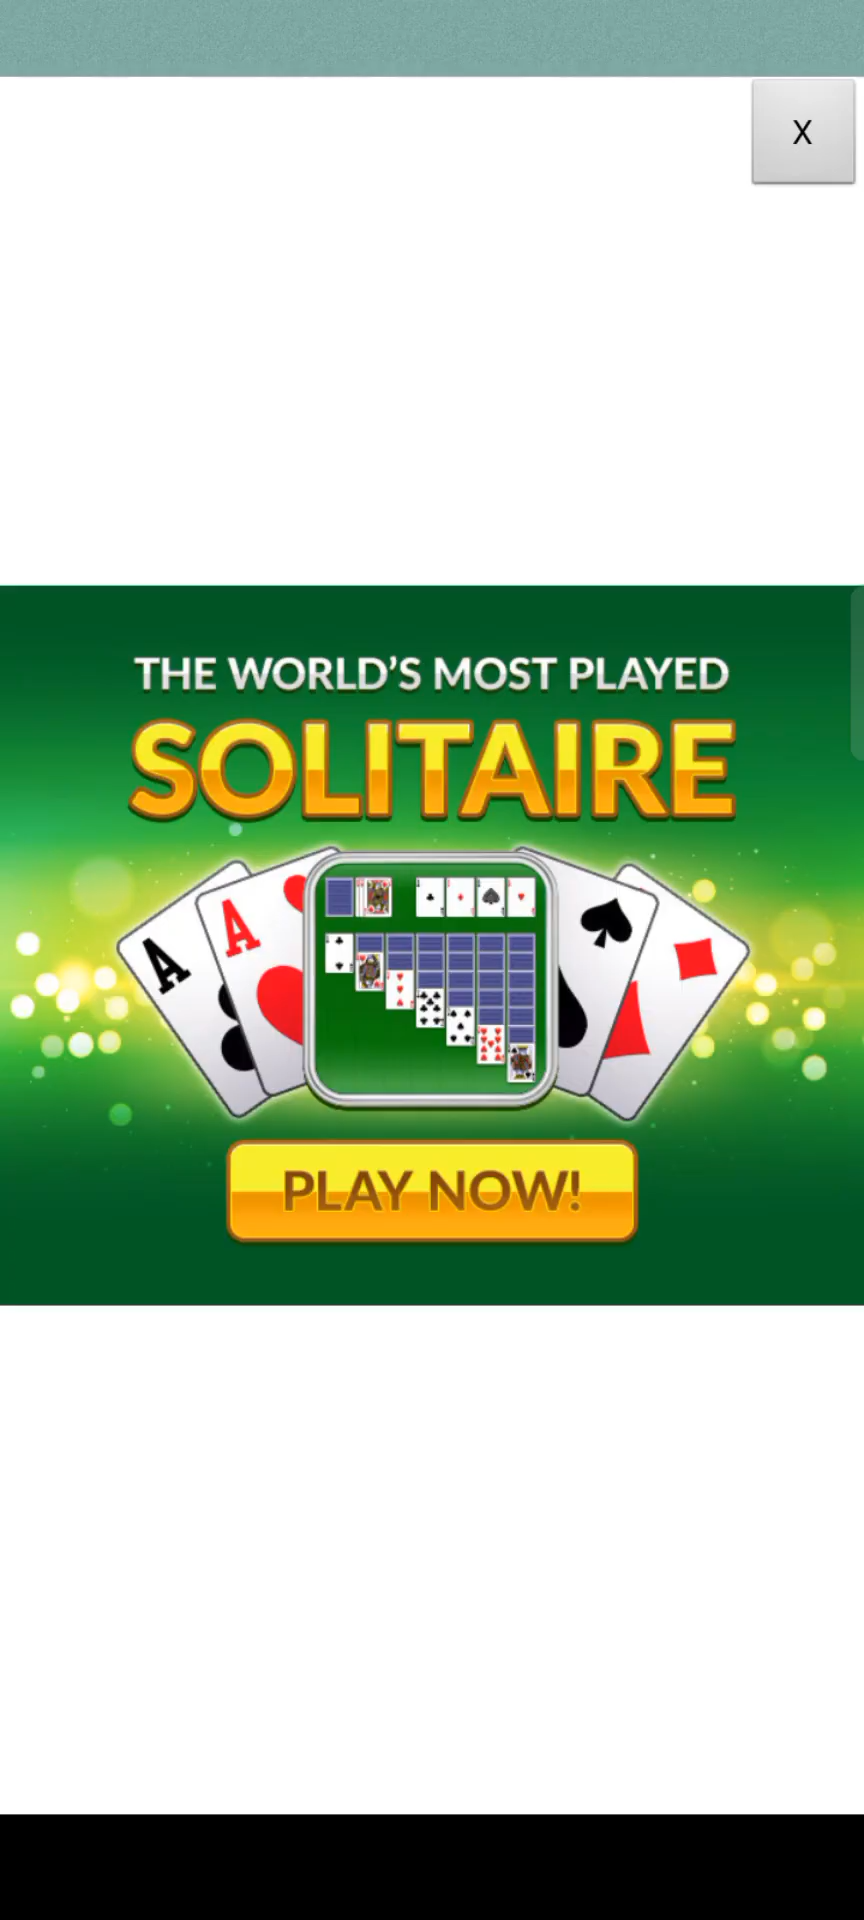 X
THE WORLD'S MOST PLAYED
SOLITAIRE
A
A
PLAY NOW!